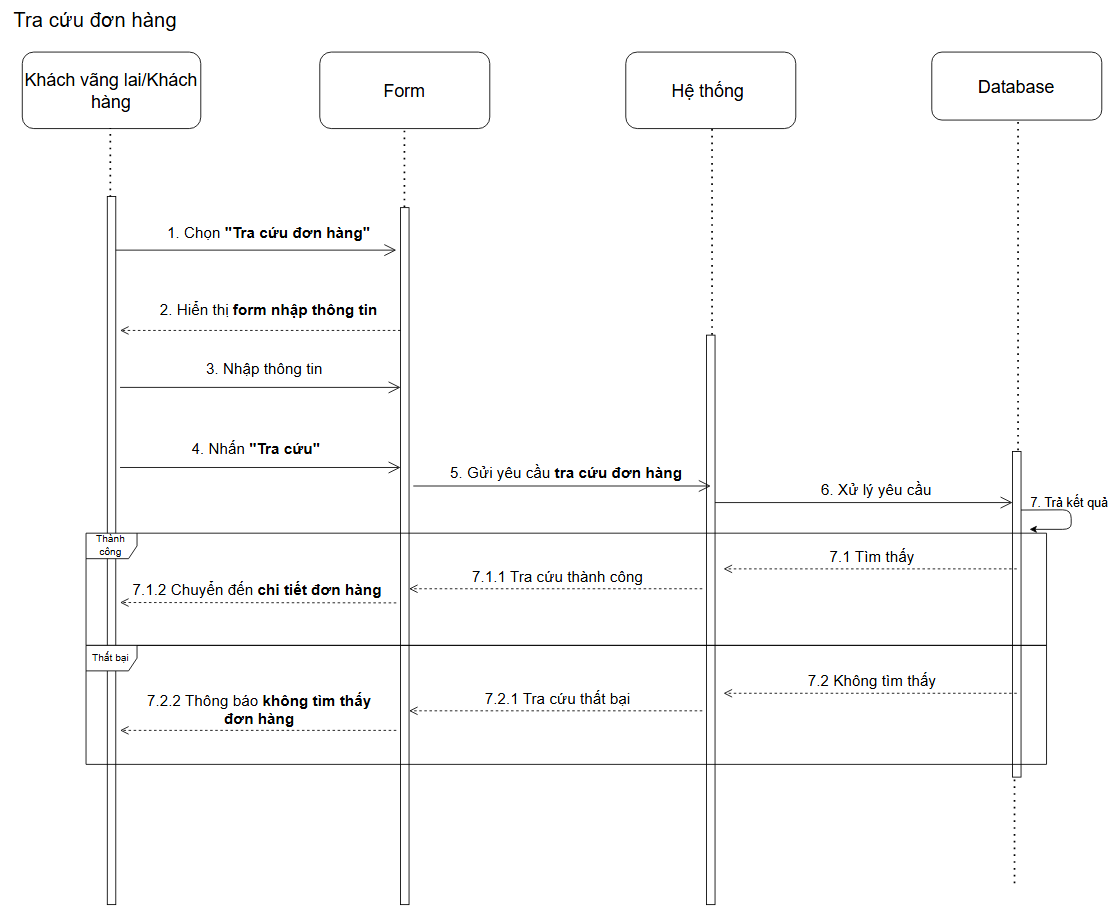 Tra cứu đơn hàng
Khách vãng lai/Khách
hàng
Form
Hệ thống
Database
1. Chọn "Tra cứu đơn hàng"
2. Hiển thị form nhập thông tin
3. Nhập thông tin
4. Nhấn "Tra cứu"
5. Gửi yêu cầu tra cứu đơn hàng
6. Xử lý yêu cầu
7. Trả kết quả
Thành
công
7.1 Tìm thấy
7.1.1 Tra cứu thành công
7.1.2 Chuyển đến chi tiết đơn hàng
Thất bại
7.2 Không tìm thấy
7.2.1 Tra cứu thất bại
7.2.2 Thông báo không tìm thấy
đơn hàng